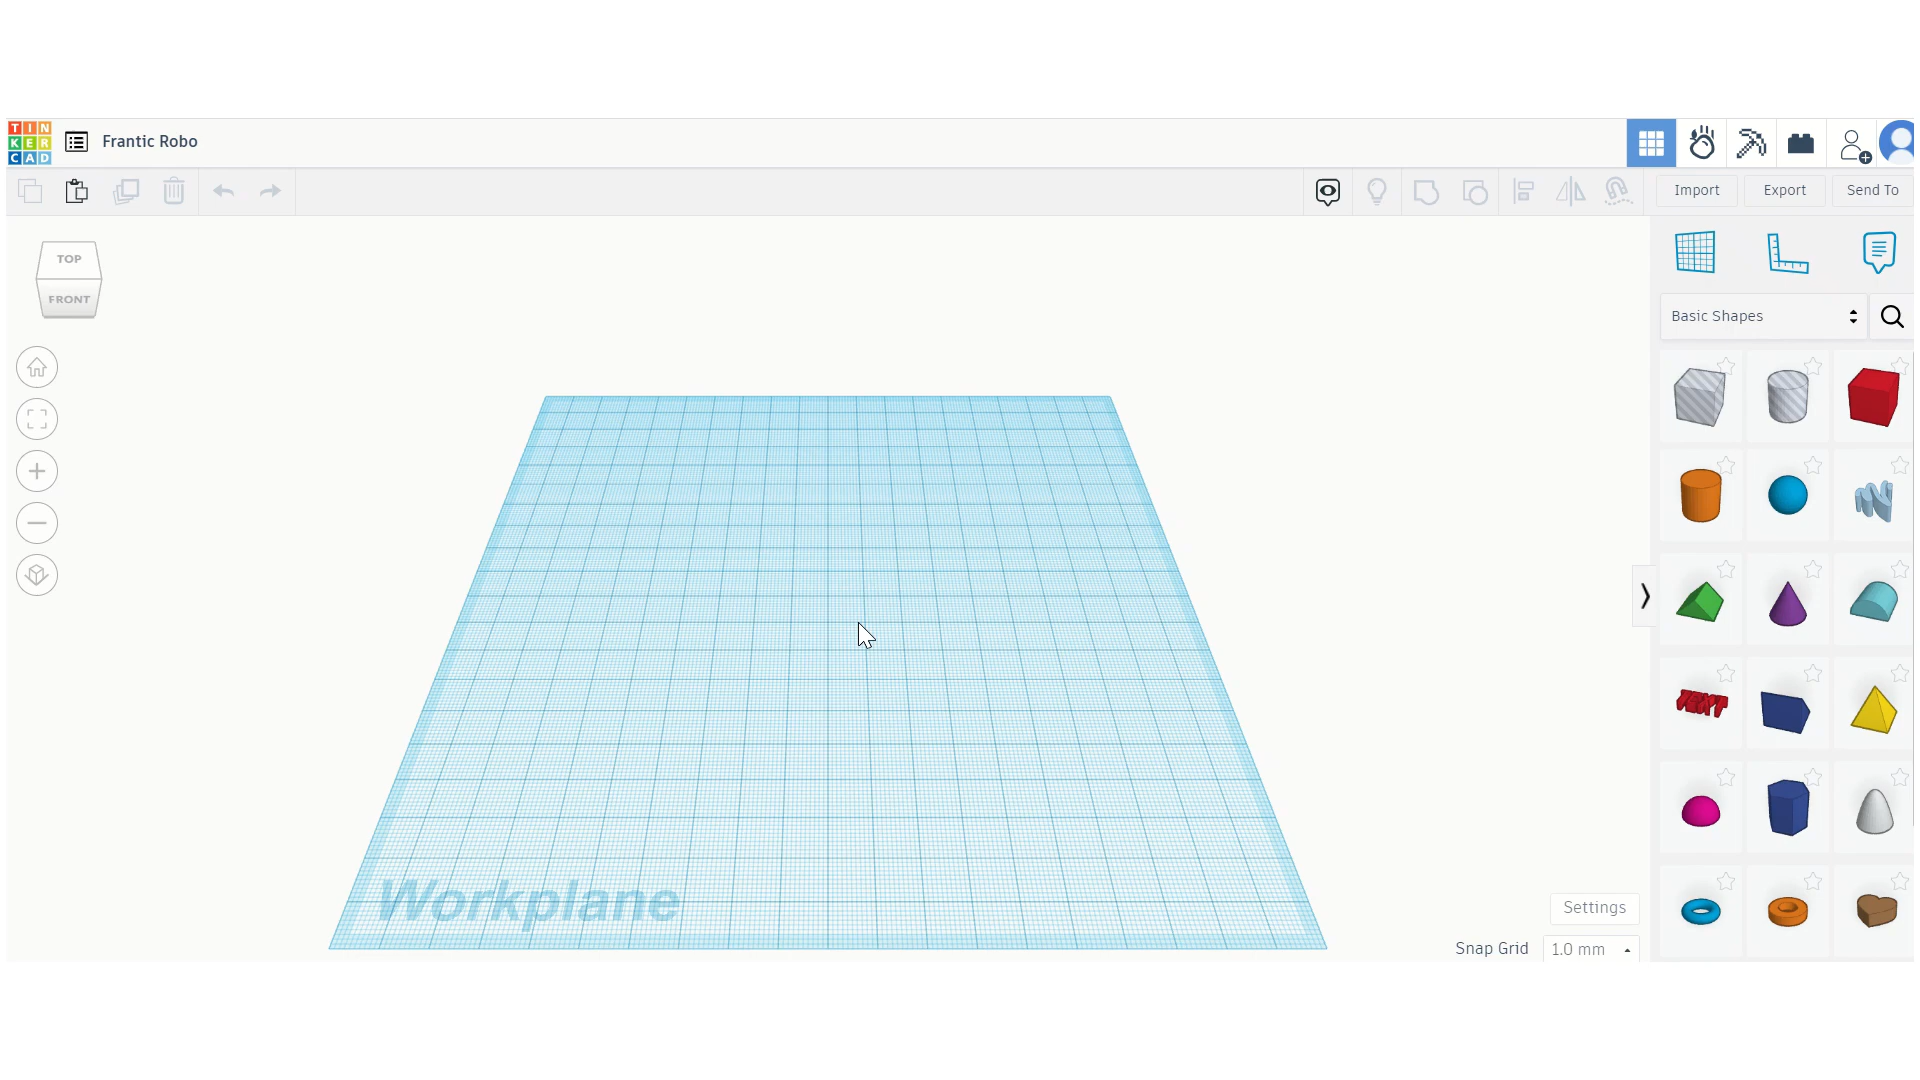 TIN
KER
CAD
Frantic Robo
Import
Export
Send To
TOP
FRONT
Basic Shapes
TEXT
Workplane
Settings
Snap Grid
1.0 mm